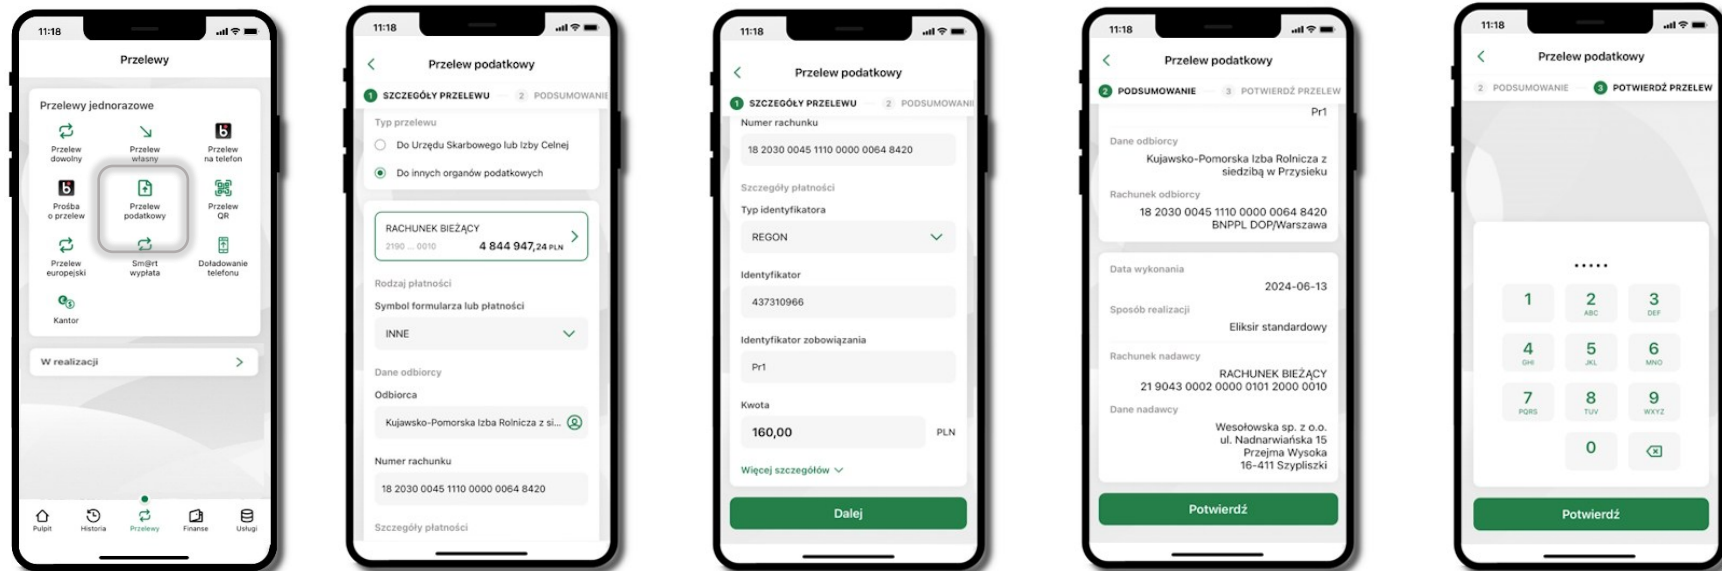 11:18
Przelewy
Przelewy jednorazowe
Przelew
dowolny
Przelew
własny
Przelew
na telefon
Prośba
o przelew
Przelew
podatkowy
Przelew
QR
Przelew
europejski
Sm@rt
wypłata
Doładowanie
telefonu
Kantor
W realizacji
Pulpit
Historia
Przelewy
Finanse
Usługi
11:18
Przelew podatkowy
1 SZCZEGÓŁY PRZELEWU 2 PODSUMOWANIE
Typ przelewu
Do Urzędu Skarbowego lub Izby Celnej
Do innych organów podatkowych
RACHUNEK BIEŻĄCY
2190 ... 0010 4 844 947,24 PLN
Rodzaj płatności
Symbol formularza lub płatności
INNE
Dane odbiorcy
Odbiorca
Kujawsko-Pomorska Izba Rolnicza z si...
Numer rachunku
18 2030 0045 1110 0000 0064 8420
Szczegóły płatności
11:18
Przelew podatkowy
1 SZCZEGÓŁY PRZELEWU 2 PODSUMOWANI
Numer rachunku
18 2030 0045 1110 0000 0064 8420
Szczegóły płatności
Typ identyfikatora
REGON
Identyfikator
437310966
Identyfikator zobowiązania
Pr1
Kwota
160,00 PLN
Więcej szczegółów
Dalej
11:18
Przelew podatkowy
2 PODSUMOWANIE 3 POTWIERDŹ PRZELEW
Pr1
Dane odbiorcy
Kujawsko-Pomorska Izba Rolnicza z
siedzibą w Przysieku
Rachunek odbiorcy
18 2030 0045 1110 0000 0064 8420
BNPPL DOP/Warszawa
Data wykonania
2024-06-13
Sposób realizacji
Eliksir standardowy
Rachunek nadawcy
RACHUNEK BIEŻĄCY
21 9043 0002 0000 0101 2000 0010
Dane nadawcy
Wesołowska sp. z o.o.
ul. Nadnarwiańska 15
Przejma Wysoka
16-411 Szypliszki
Potwierdź
11:18
Przelew podatkowy
2 PODSUMOWANIE 3 POTWIERDŹ PRZELEW
1 2 3
ABC DEF
4 5 6
GHI JKL MNO
7 8 9
PQRS TUV WXYZ
0
Potwierdź